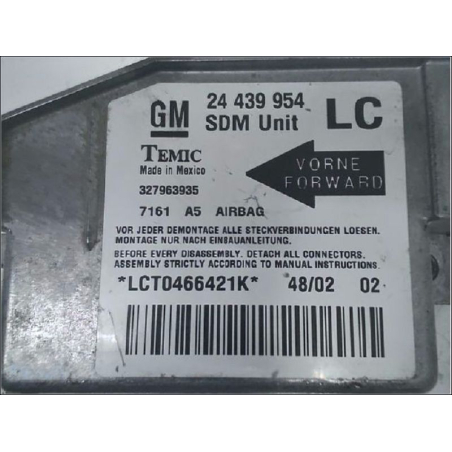 GM 24 439 954 LC
SDM Unit
TEMIC
Made in Mexico
VORNE
FORWARD
327963935
7161 A5 AIRBAG
VOR JEDER DEMONTAGE ALLE STECKVERBINDUNGEN LOESEN.
MONTAGE NUR NACH EINBAUANLEITUNG.
BEFORE EVERY DISASSEMBLY. DETACH ALL CONNECTORS.
ASSEMBLY STRICTLY ACCORDING TO MANUAL INSTRUCTIONS.
*LCT0466421K* 48/02 02